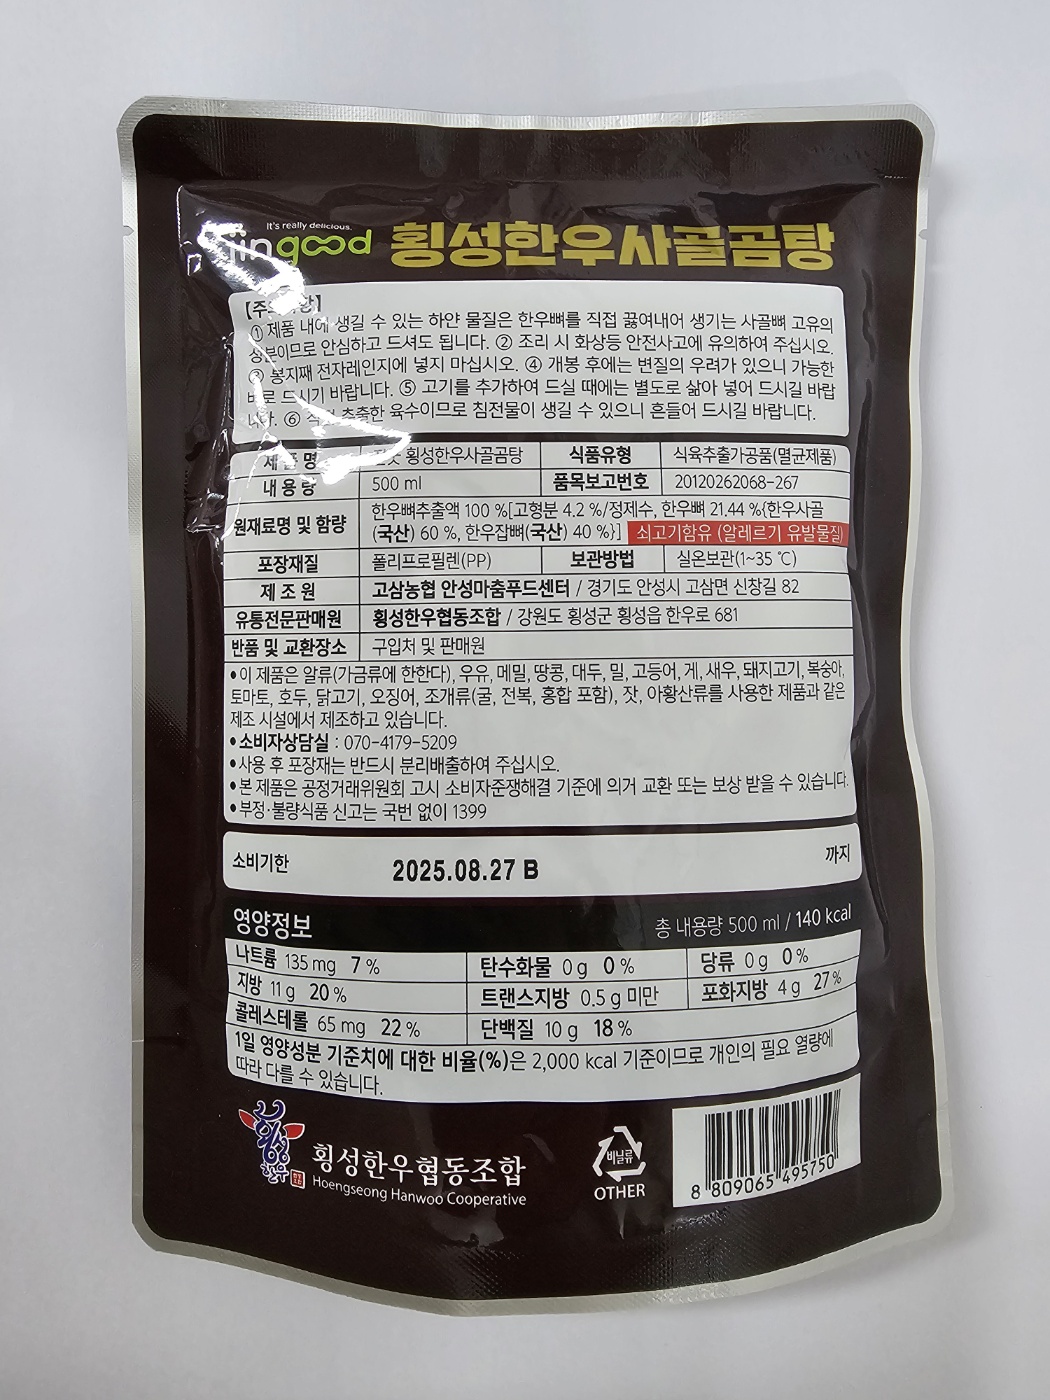 It's really delicious.
good 횡성한우사골곰탕
① 제품 내에 생길 수 있는 하얀 물질은 한우뼈를 직접 끓여내어 생기는 사골뼈 고유의
성분이므로 안심하고 드셔도 됩니다. ② 조리 시 화상등 안전사고에 유의하여 주십시오.
③ 봉지째 전자레인지에 넣지 마십시오. ④ 개봉 후에는 변질의 우려가 있으니 가능한
바로 드시기 바랍니다. ⑤ 고기를 추가하여 드실 때에는 별도로 삶아 넣어 드시길 바랍
니다. ⑥ 직접 추출한 육수이므로 침전물이 생길 수 있으니 흔들어 드시길 바랍니다.
제 품 명 횡성한우사골곰탕 식품유형 식육추출가공품(멸균제품)
내 용 량 500 ml 품목보고번호 20120262068-267
원재료명 및 함량 한우뼈추출액 100 %[고형분 4.2 %/정제수, 한우뼈 21.44 %{한우사골
(국산) 60 %, 한우잡뼈(국산) 40 %}] 쇠고기함유 (알레르기 유발물질)
포장재질 폴리프로필렌(PP) 보관방법 실온보관(1~35 ℃)
제 조 원 고삼농협 안성마춤푸드센터 / 경기도 안성시 고삼면 신창길 82
유통전문판매원 횡성한우협동조합 / 강원도 횡성군 횡성읍 한우로 681
반품 및 교환장소 구입처 및 판매원
•이 제품은 알류(가금류에 한한다), 우유, 메밀, 땅콩, 대두, 밀, 고등어, 게, 새우, 돼지고기, 복숭아,
토마토, 호두, 닭고기, 오징어, 조개류(굴, 전복, 홍합 포함), 잣, 아황산류를 사용한 제품과 같은
제조 시설에서 제조하고 있습니다.
•소비자상담실 : 070-4179-5209
•사용 후 포장재는 반드시 분리배출하여 주십시오.
•본 제품은 공정거래위원회 고시 소비자준쟁해결 기준에 의거 교환 또는 보상 받을 수 있습니다.
•부정·불량식품 신고는 국번 없이 1399
소비기한 2025.08.27 B 까지
영양정보 총 내용량 500 ml / 140 kcal
나트륨 135 mg 7 % 탄수화물 0 g 0 % 당류 0 g 0 %
지방 11 g 20 % 트랜스지방 0.5 g 미만 포화지방 4 g 27 %
콜레스테롤 65 mg 22 % 단백질 10 g 18 %
1일 영양성분 기준치에 대한 비율(%)은 2,000 kcal 기준이므로 개인의 필요 열량에
따라 다를 수 있습니다.
횡성한우
횡성한우협동조합
Hoengseong Hanwoo Cooperative
비닐류
OTHER
8 809065 495750